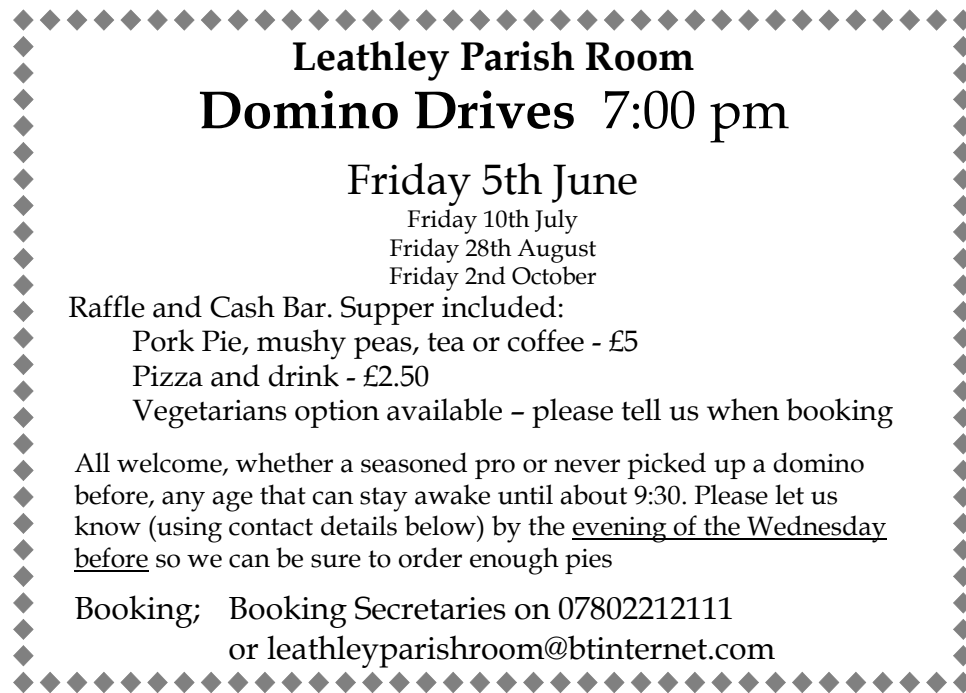 Leathley Parish Room
Domino Drives 7:00 pm
Friday 5th June
Friday 10th July
Friday 28th August
Friday 2nd October
Raffle and Cash Bar. Supper included:
Pork Pie, mushy peas, tea or coffee - £5
Pizza and drink - £2.50
Vegetarians option available – please tell us when booking
All welcome, whether a seasoned pro or never picked up a domino
before, any age that can stay awake until about 9:30. Please let us
know (using contact details below) by the evening of the Wednesday
before so we can be sure to order enough pies
Booking; Booking Secretaries on 07802212111
or leathleyparishroom@btinternet.com